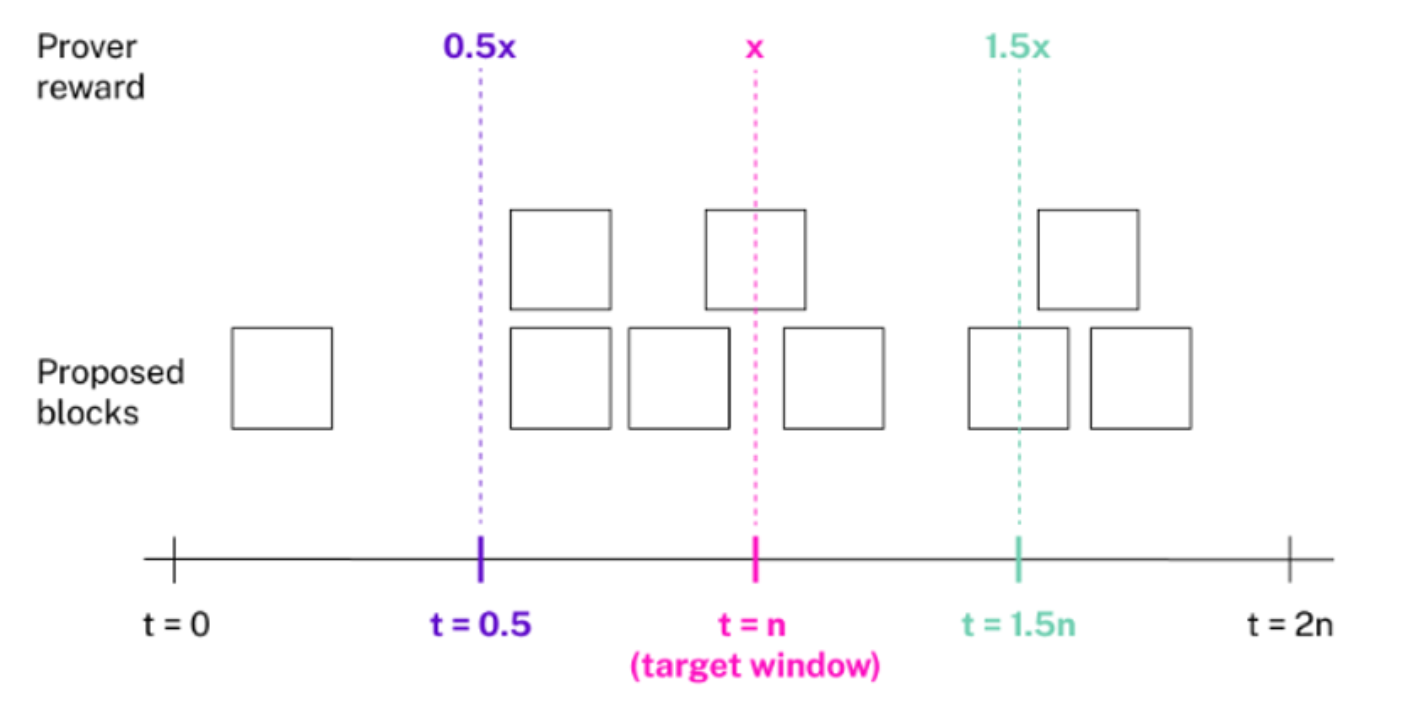 Prover
reward
0.5x
x
1.5x
Proposed
blocks
t = 0
t = 0.5
t = n
(target window)
t = 1.5n
t = 2n